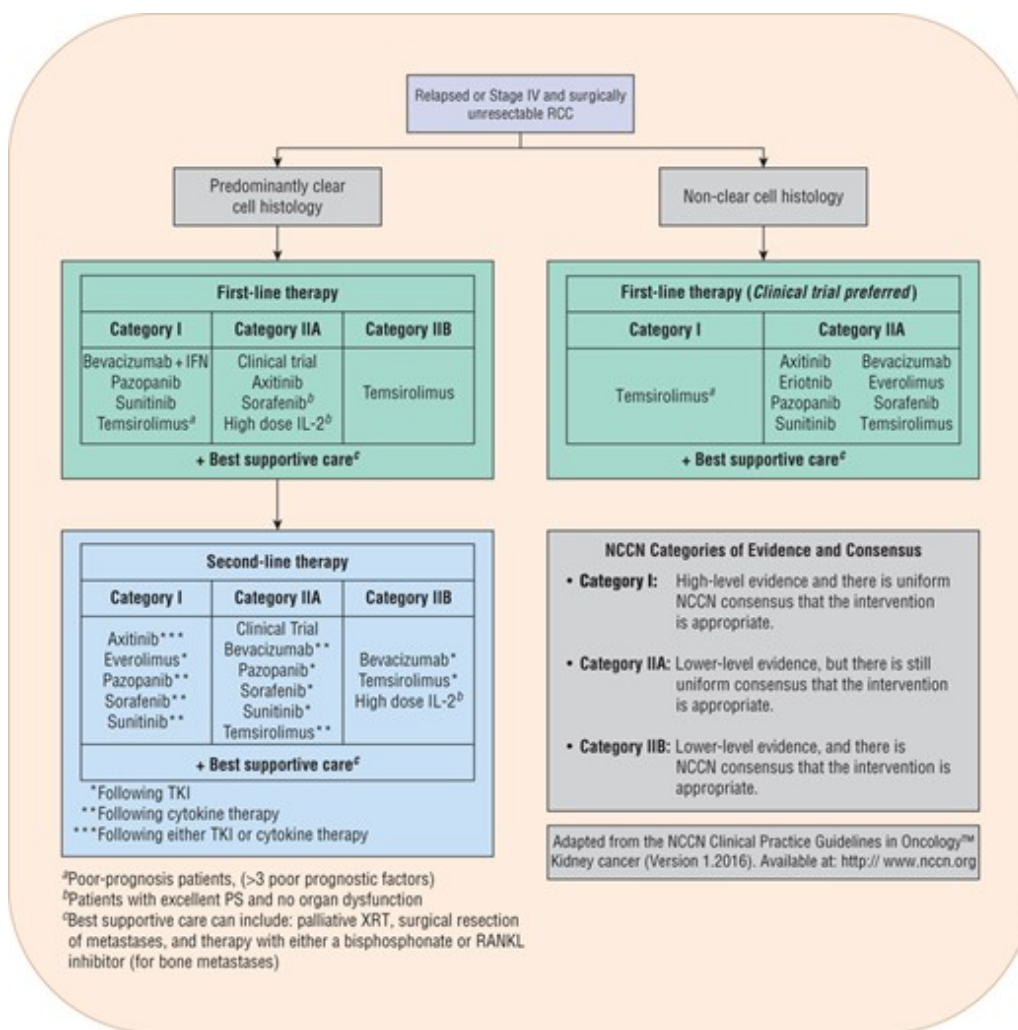 Relapsed or Stage IV and surgically
unresectable RCC
Predominantly clear
cell histology
Non-clear cell histology
First-line therapy
Category I
Category IIA
Category IIB
Bevacizumab + IFN
Pazopanib
Sunitinib
Temsirolimusᵃ
Clinical trial
Axitinib
Sorafenibᵇ
High dose IL-2ᵇ
Temsirolimus
+ Best supportive careᶜ
First-line therapy (Clinical trial preferred)
Category I
Category IIA
Temsirolimusᵃ
Axitinib
Eriotnib
Pazopanib
Sunitinib
Bevacizumab
Everolimus
Sorafenib
Temsirolimus
+ Best supportive careᶜ
Second-line therapy
Category I
Category IIA
Category IIB
Axitinib***
Everolimus*
Pazopanib**
Sorafenib**
Sunitinib**
Clinical Trial
Bevacizumab**
Pazopanib*
Sorafenib*
Sunitinib*
Temsirolimus**
Bevacizumab*
Temsirolimus*
High dose IL-2ᵇ
+ Best supportive careᶜ
*Following TKI
**Following cytokine therapy
***Following either TKI or cytokine therapy
NCCN Categories of Evidence and Consensus
• Category I: High-level evidence and there is uniform
NCCN consensus that the intervention
is appropriate.
• Category IIA: Lower-level evidence, but there is still
uniform consensus that the intervention
is appropriate.
• Category IIB: Lower-level evidence, and there is
NCCN consensus that the intervention is
appropriate.
Adapted from the NCCN Clinical Practice Guidelines in Oncology™
Kidney cancer (Version 1.2016). Available at: http:// www.nccn.org
ᵃPoor-prognosis patients, (>3 poor prognostic factors)
ᵇPatients with excellent PS and no organ dysfunction
ᶜBest supportive care can include: palliative XRT, surgical resection
of metastases, and therapy with either a bisphosphonate or RANKL
inhibitor (for bone metastases)